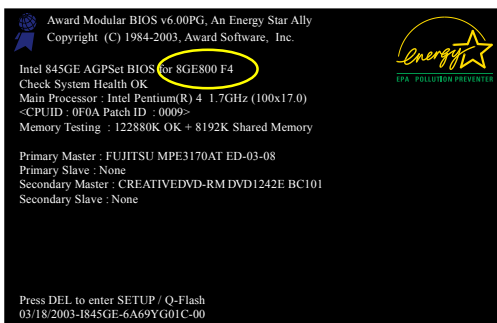 Award Modular BIOS v6.00PG, An Energy Star Ally
Copyright (C) 1984-2003, Award Software, Inc.
energy
EPA POLLUTION PREVENTER
Intel 845GE AGPSet BIOS for 8GE800 F4
Check System Health OK
Main Processor : Intel Pentium(R) 4 1.7GHz (100x17.0)
<CPUID : 0F0A Patch ID : 0009>
Memory Testing : 122880K OK + 8192K Shared Memory
Primary Master : FUJITSU MPE3170AT ED-03-08
Primary Slave : None
Secondary Master : CREATIVEDVD-RM DVD1242E BC101
Secondary Slave : None
Press DEL to enter SETUP / Q-Flash
03/18/2003-I845GE-6A69YG01C-00